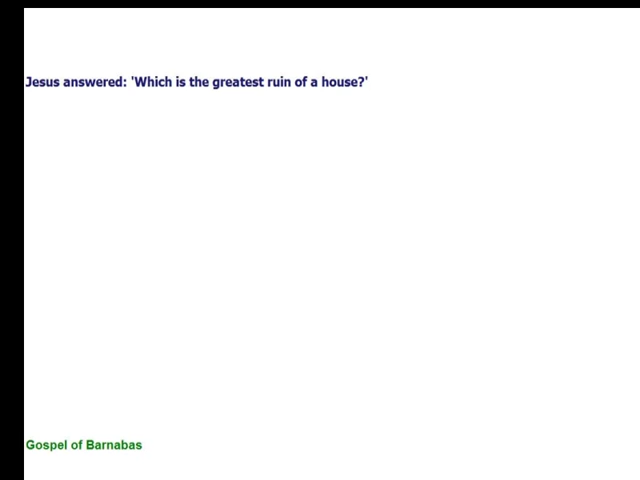 Jesus answered: 'Which is the greatest ruin of a house?'
Gospel of Barnabas